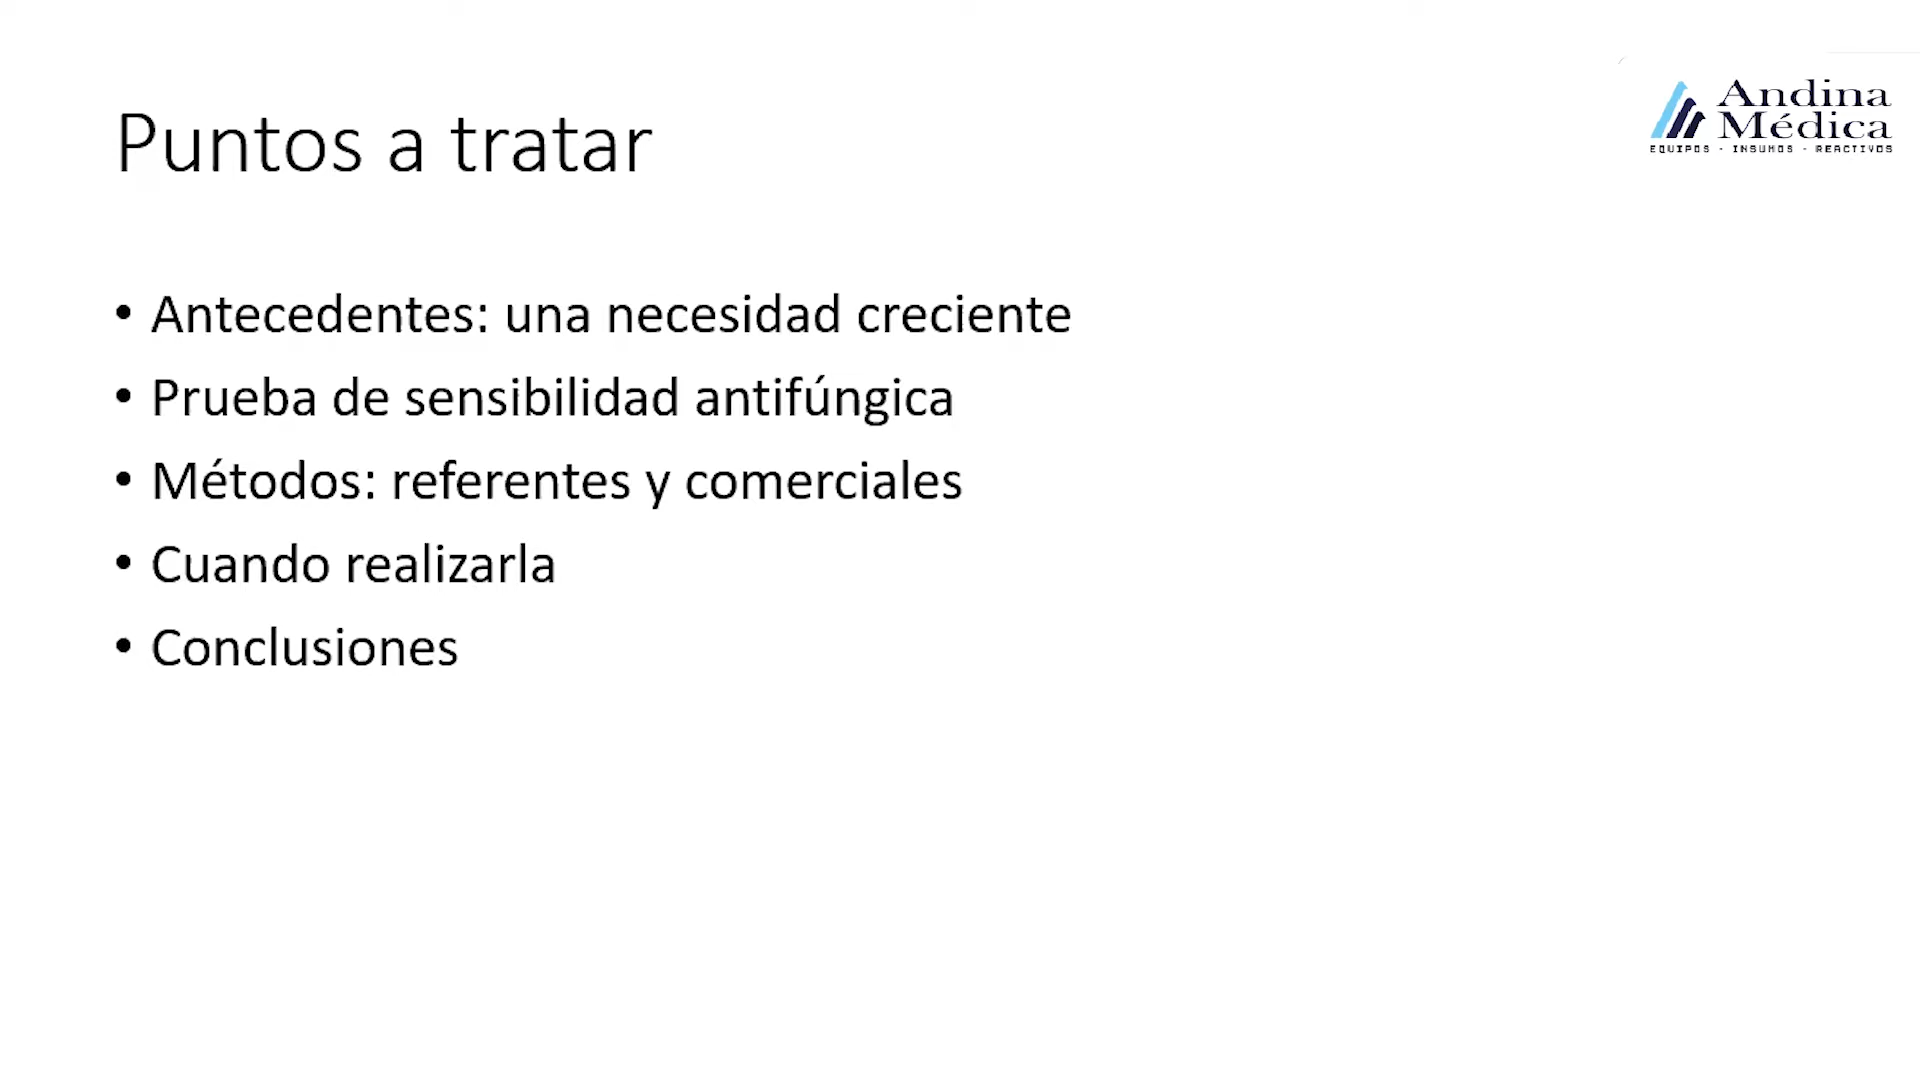 Andina
Médica
EQUIPOS - INSUMOS - REACTIVOS
Puntos a tratar
• Antecedentes: una necesidad creciente
• Prueba de sensibilidad antifúngica
• Métodos: referentes y comerciales
• Cuando realizarla
• Conclusiones